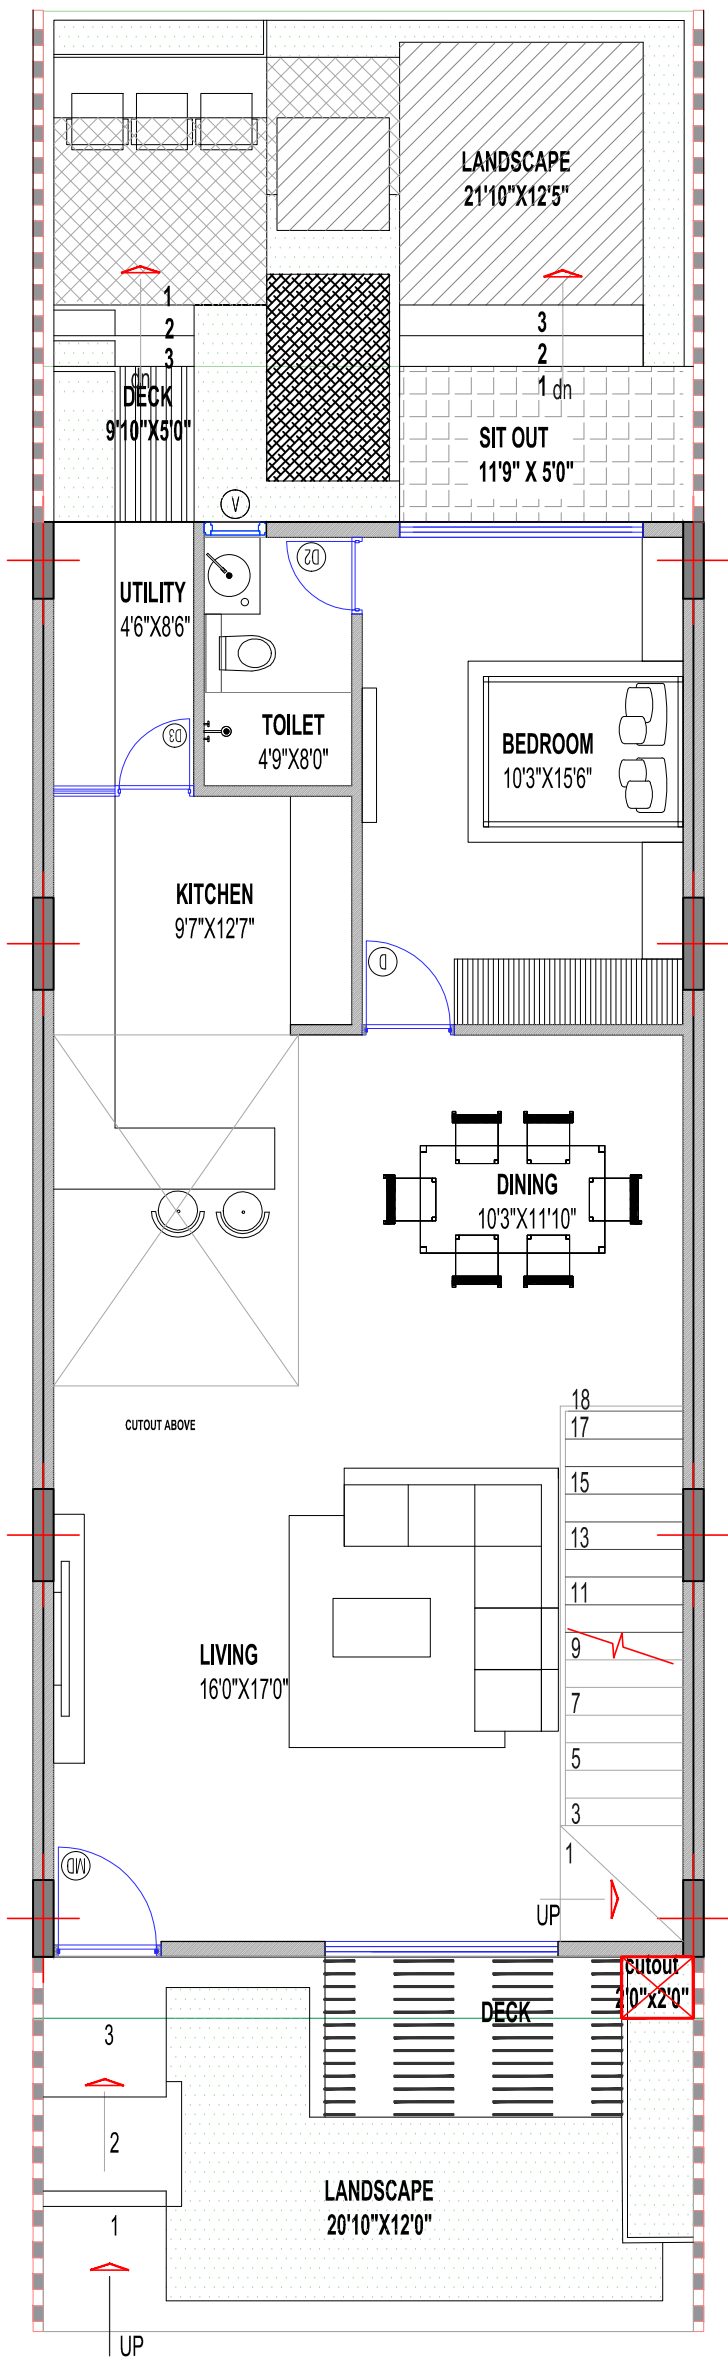 LANDSCAPE
21'10"X12'5"
1
2
3
dn
DECK
9'10"X5'0"
3
2
1 dn
SIT OUT
11'9" X 5'0"
A
D2
UTILITY
4'6"X8'6"
D3
TOILET
4'9"X8'0"
BEDROOM
10'3"X15'6"
KITCHEN
9'7"X12'7"
D
DINING
10'3"X11'10"
CUTOUT ABOVE
18
17
15
13
11
9
7
5
3
1
LIVING
16'0"X17'0"
MD
UP
cutout
2'0"x2'0"
DECK
3
2
1
LANDSCAPE
20'10"X12'0"
UP